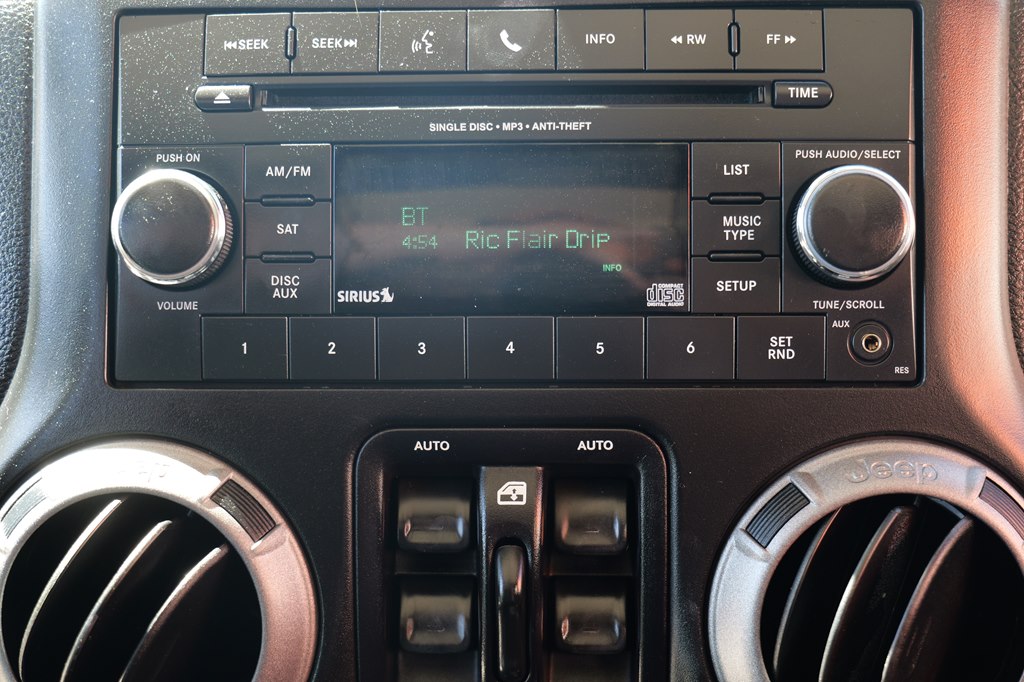 SEEK
SEEK
INFO
RW
FF
TIME
SINGLE DISC • MP3 • ANTI-THEFT
PUSH ON
AM/FM
SAT
DISC
AUX
VOLUME
BT
4:54
Ric Flair Drip
INFO
SIRIUS
COMPACT
disc
DIGITAL AUDIO
LIST
MUSIC
TYPE
SETUP
PUSH AUDIO/SELECT
TUNE/SCROLL
AUX
RES
1
2
3
4
5
6
SET
RND
AUTO
AUTO
Jeep